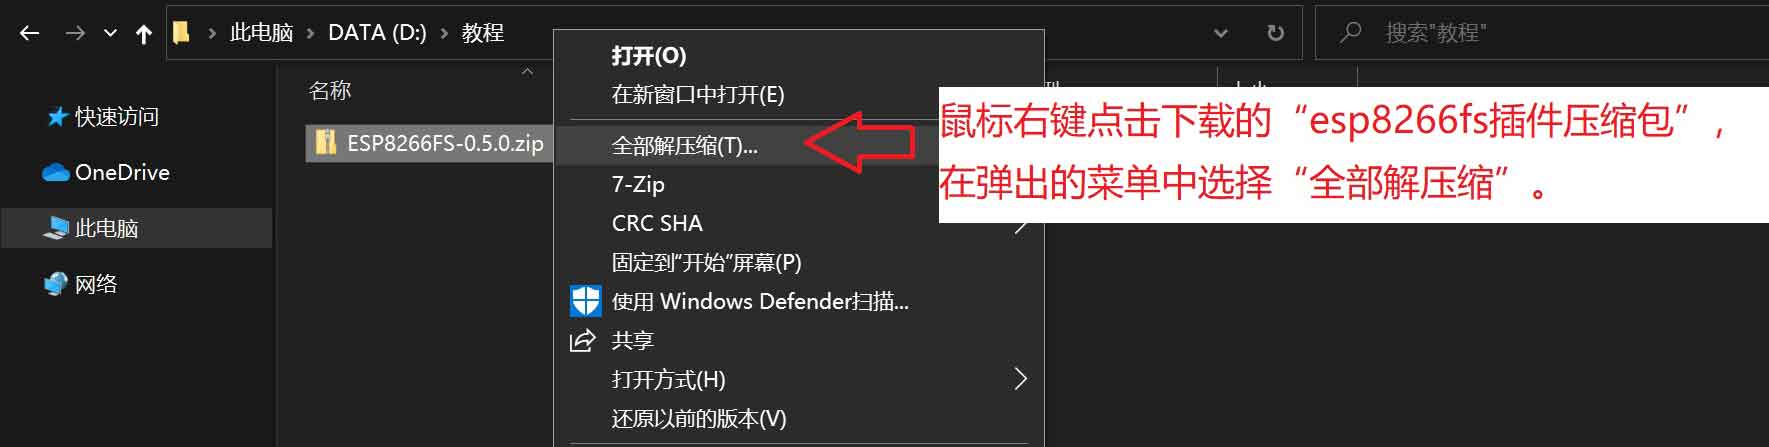 此电脑 > DATA (D:) > 教程
搜索"教程"
名称
快速访问
OneDrive
此电脑
网络
ESP8266FS-0.5.0.zip
打开(O)
在新窗口中打开(E)
全部解压缩(T)...
7-Zip
CRC SHA
固定到"开始"屏幕(P)
使用 Windows Defender扫描...
共享
打开方式(H)
还原以前的版本(V)
鼠标右键点击下载的“esp8266fs插件压缩包”,
在弹出的菜单中选择“全部解压缩”。